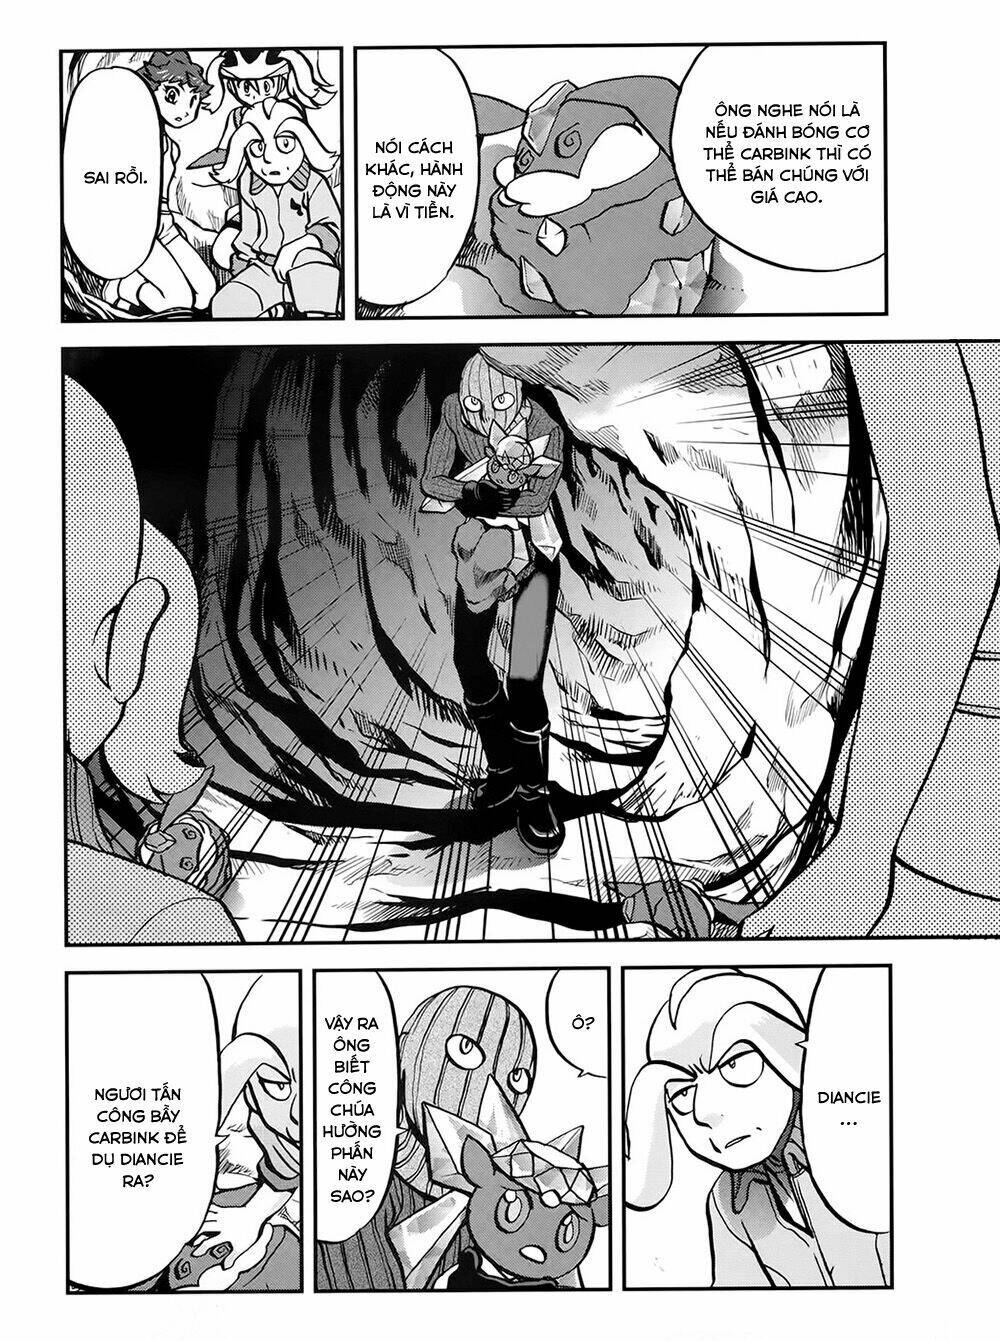 ÔNG NGHE NÓI LÀ
NẾU ĐÁNH BÓNG CƠ
THỂ CARBINK THÌ CÓ
THỂ BÁN CHÚNG VỚI
GIÁ CAO.
NÓI CÁCH
KHÁC, HÀNH
ĐỘNG NÀY
LÀ VÌ TIỀN.
SAI RỒI.
DIANCIE
...
Ô?
VẬY RA
ÔNG
BIẾT
CÔNG
CHÚA
HƯỜNG
PHẤN
NÀY
SAO?
NGƯƠI TẤN
CÔNG BẦY
CARBINK ĐỂ
DỤ DIANCIE
RA?